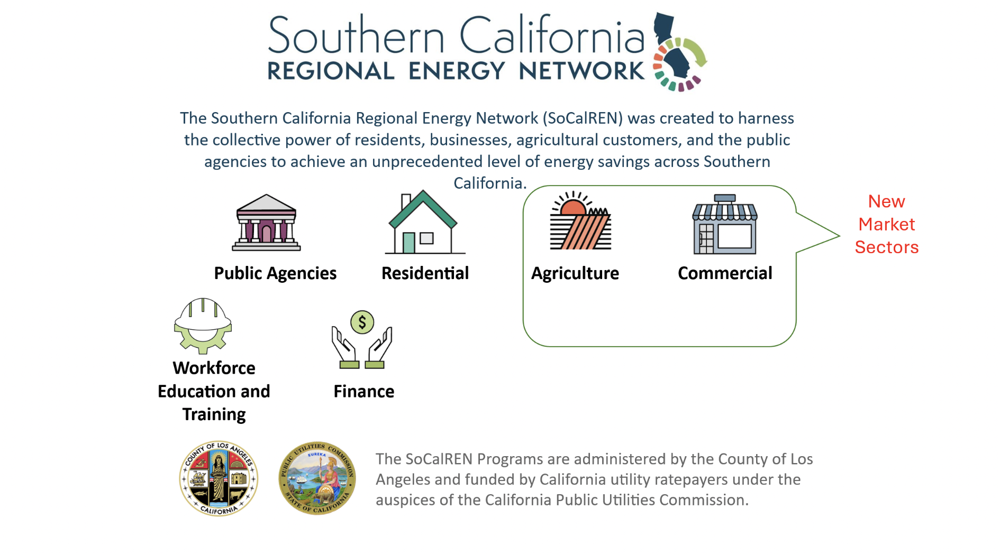 Southern California
REGIONAL ENERGY NETWORK
The Southern California Regional Energy Network (SoCalREN) was created to harness
the collective power of residents, businesses, agricultural customers, and the public
agencies to achieve an unprecedented level of energy savings across Southern
California.
New
Market
Sectors
Public Agencies
Residential
Agriculture
Commercial
$
Workforce
Education and
Training
Finance
COUNTY OF LOS ANGELES
CALIFORNIA
PUBLIC UTILITIES COMMISSION
EUREKA
STATE OF CALIFORNIA
The SoCalREN Programs are administered by the County of Los
Angeles and funded by California utility ratepayers under the
auspices of the California Public Utilities Commission.